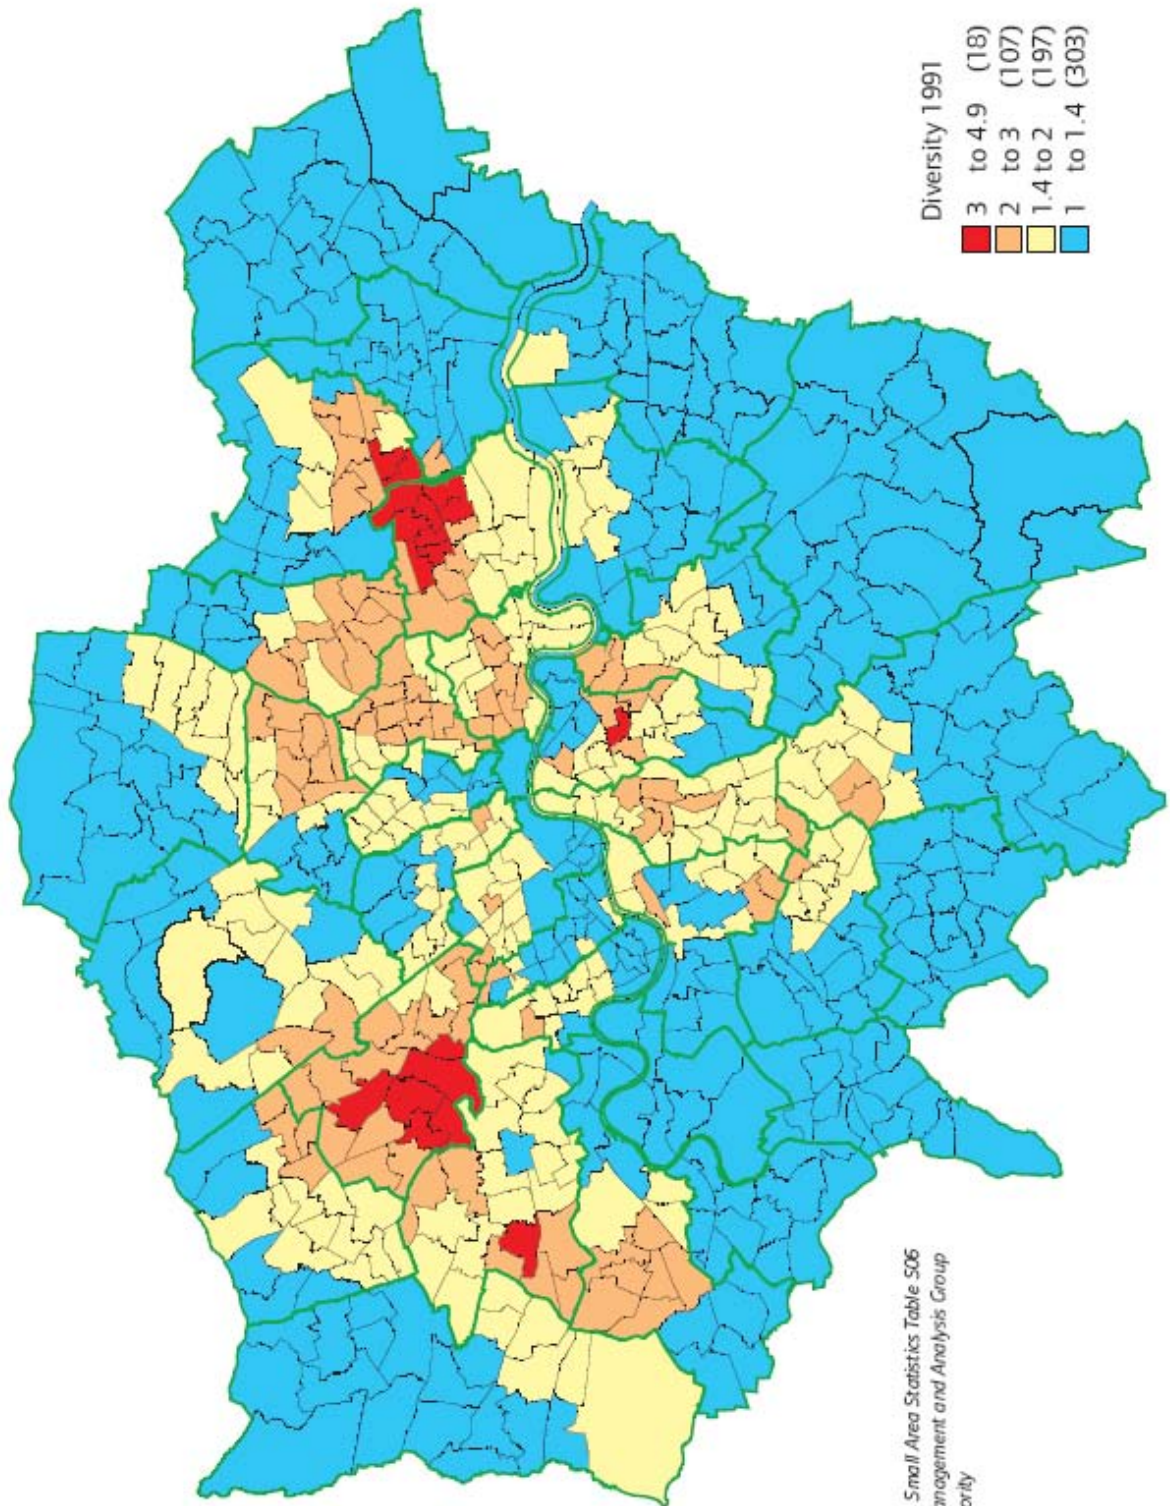 Diversity 1991
3 to 4.9 (18)
2 to 3 (107)
1.4 to 2 (197)
1 to 1.4 (303)
Small Area Statistics Table S06
nagement and Analysis Group
ority